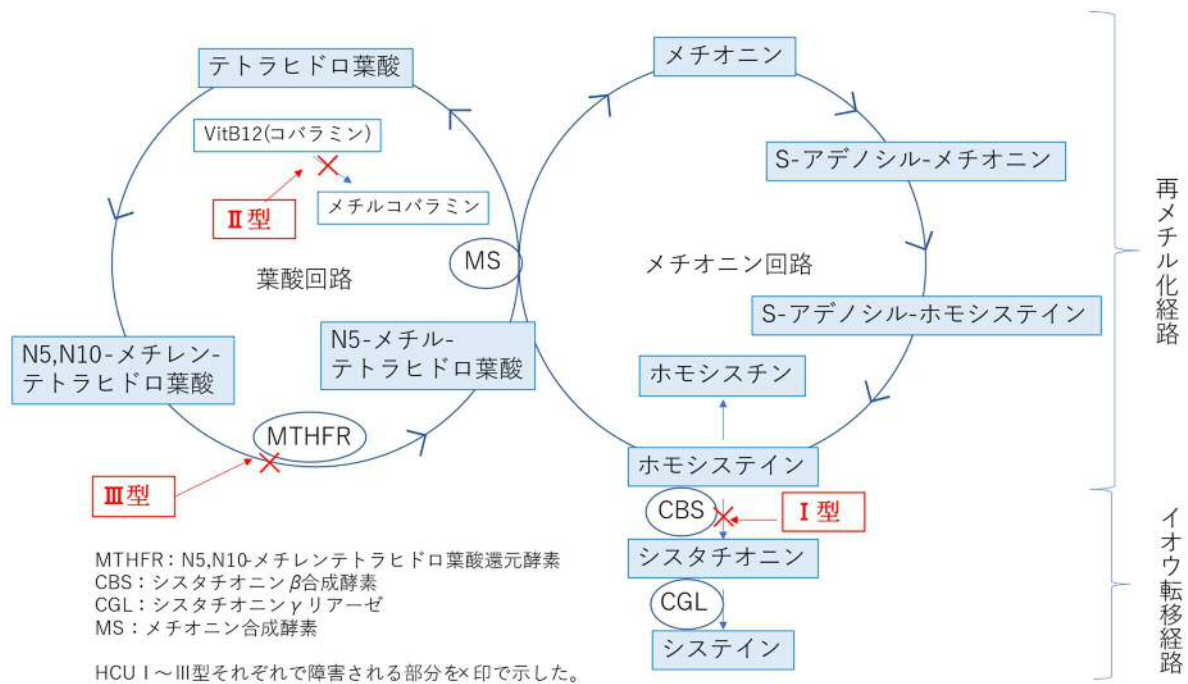 テトラヒドロ葉酸
VitB12(コバラミン)
Ⅱ型
メチルコバラミン
葉酸回路
MS
N5,N10-メチレン-
テトラヒドロ葉酸
N5-メチル-
テトラヒドロ葉酸
MTHFR
Ⅲ型
メチオニン
S-アデノシル-メチオニン
メチオニン回路
S-アデノシル-ホモシステイン
ホモシスチン
ホモシステイン
CBS
Ⅰ型
シスタチオニン
CGL
システイン
再メチル化経路
イオウ転移経路
MTHFR：N5,N10-メチレンテトラヒドロ葉酸還元酵素
CBS：シスタチオニンβ合成酵素
CGL：シスタチオニンγリアーゼ
MS：メチオニン合成酵素
HCU Ⅰ～Ⅲ型それぞれで障害される部分を×印で示した。